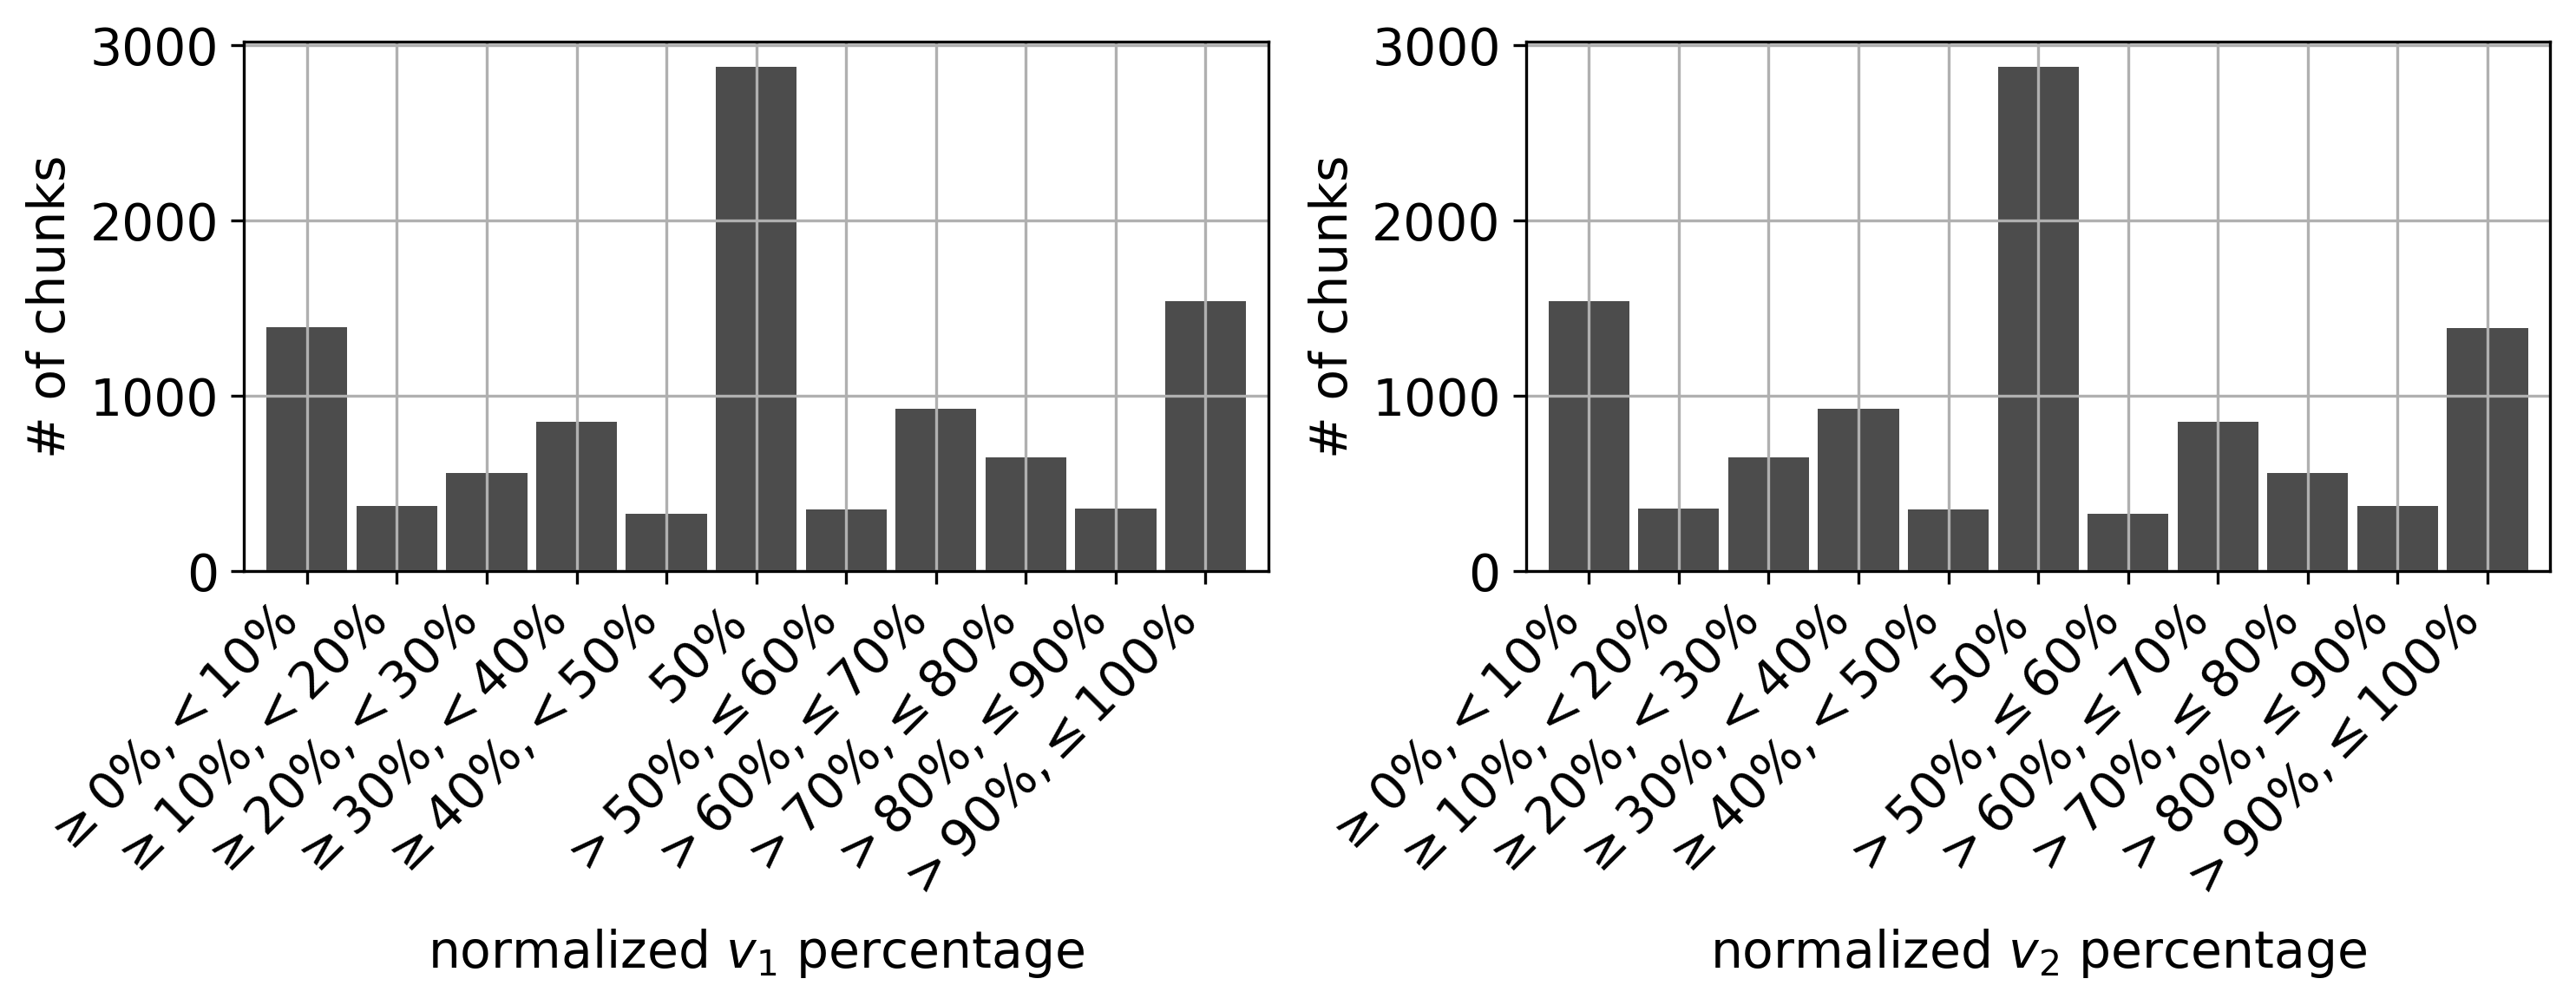 3000
2000
1000
0
# of chunks
≥ 0%, < 10%
≥ 10%, < 20%
≥ 20%, < 30%
≥ 30%, < 40%
≥ 40%, < 50%
50%
> 50%, ≤ 60%
> 60%, ≤ 70%
> 70%, ≤ 80%
> 80%, ≤ 90%
> 90%, ≤ 100%
normalized v₁ percentage
3000
2000
1000
0
# of chunks
≥ 0%, < 10%
≥ 10%, < 20%
≥ 20%, < 30%
≥ 30%, < 40%
≥ 40%, < 50%
50%
> 50%, ≤ 60%
> 60%, ≤ 70%
> 70%, ≤ 80%
> 80%, ≤ 90%
> 90%, ≤ 100%
normalized v₂ percentage